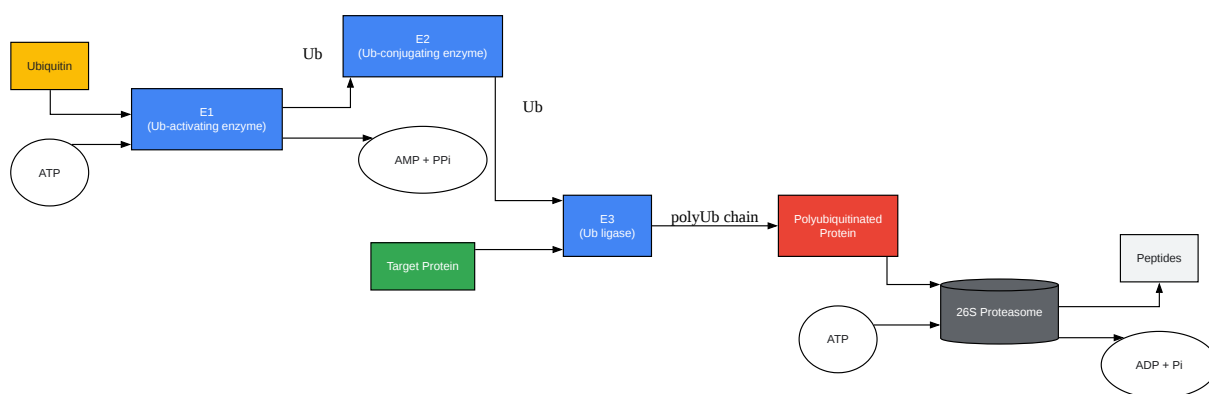 Ubiquitin
ATP
E1
(Ub-activating enzyme)
Ub
E2
(Ub-conjugating enzyme)
AMP + PPi
Ub
Target Protein
E3
(Ub ligase)
polyUb chain
Polyubiquitinated
Protein
ATP
26S Proteasome
Peptides
ADP + Pi